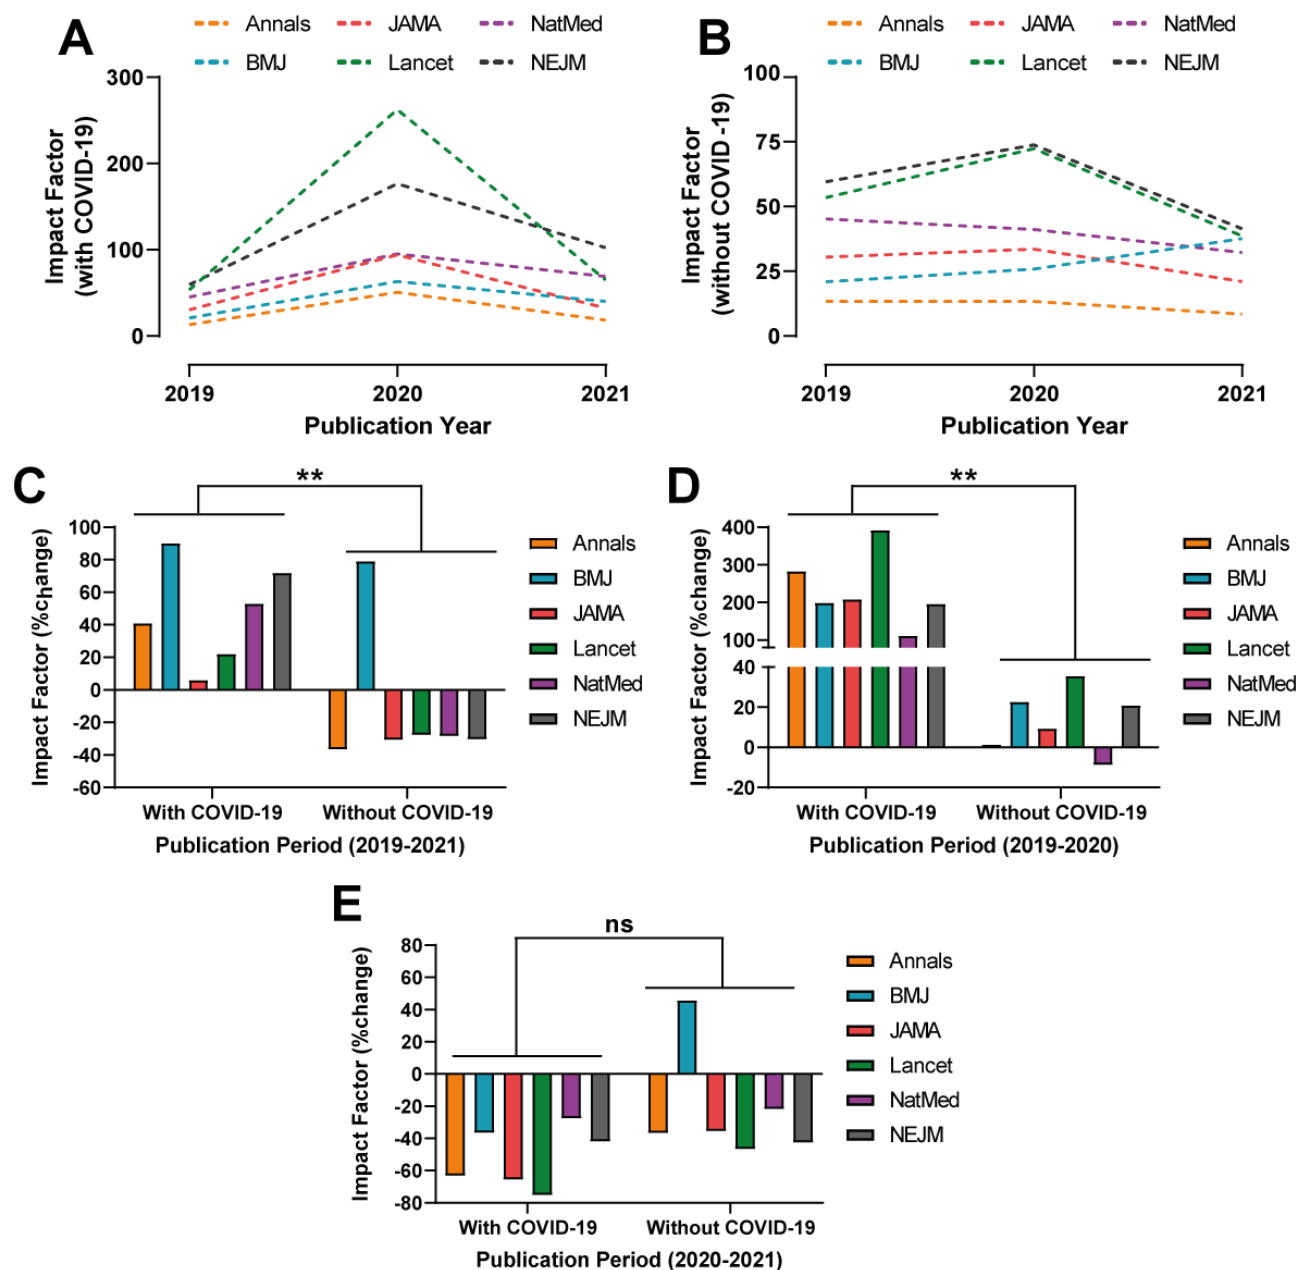 A
Annals
JAMA
NatMed
BMJ
Lancet
NEJM
Impact Factor
(with COVID-19)
300
200
100
0
2019
2020
2021
Publication Year
B
Annals
JAMA
NatMed
BMJ
Lancet
NEJM
Impact Factor
(without COVID -19)
100
75
50
25
0
2019
2020
2021
Publication Year
C
**
Impact Factor (%change)
100
80
60
40
20
0
-20
-40
-60
With COVID-19
Without COVID-19
Publication Period (2019-2021)
Annals
BMJ
JAMA
Lancet
NatMed
NEJM
D
**
Impact Factor (%change)
400
300
200
100
40
20
0
-20
With COVID-19
Without COVID-19
Publication Period (2019-2020)
Annals
BMJ
JAMA
Lancet
NatMed
NEJM
E
ns
Impact Factor (%change)
80
60
40
20
0
-20
-40
-60
-80
With COVID-19
Without COVID-19
Publication Period (2020-2021)
Annals
BMJ
JAMA
Lancet
NatMed
NEJM